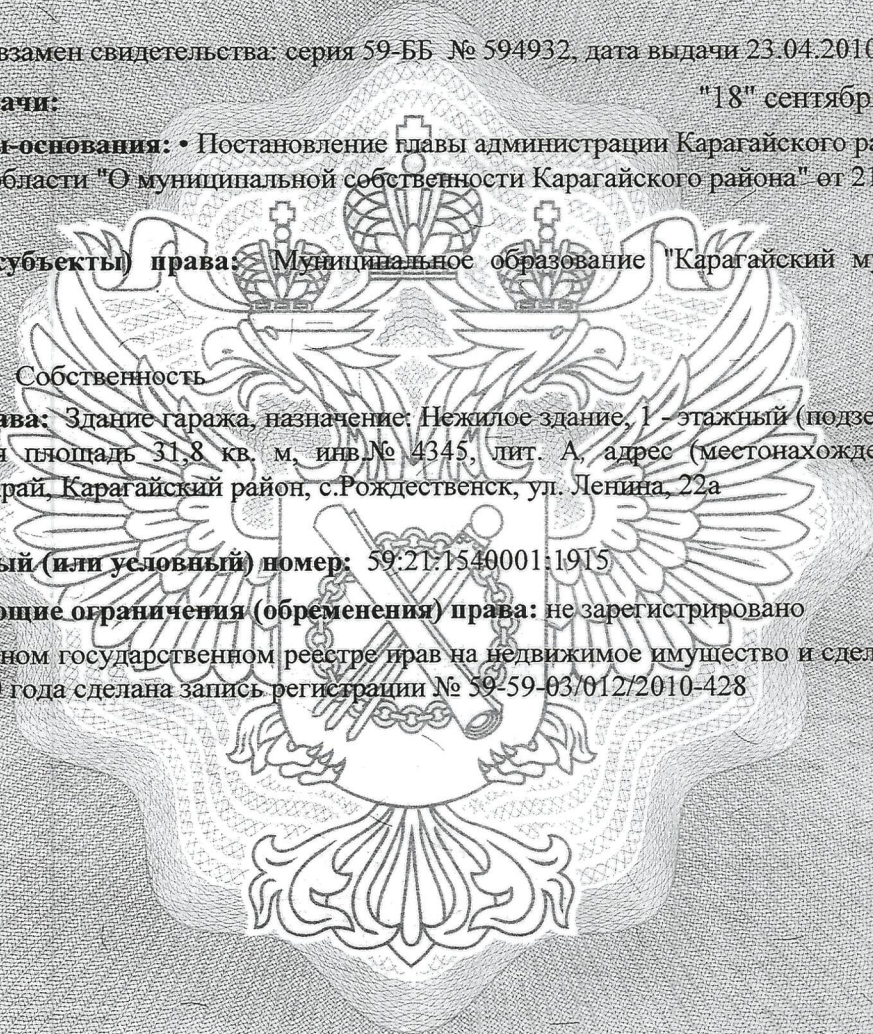 взамен свидетельства: серия 59-ББ № 594932, дата выдачи 23.04.2010
ачи: "18" сентябр
ы-основания: • Постановление главы администрации Карагайского ра
области "О муниципальной собственности Карагайского района" от 21
субъекты) права: Муниципальное образование "Карагайский м
Собственность
ава: Здание гаража, назначение: Нежилое здание, 1 - этажный (подзе
я площадь 31,8 кв. м, инв.№ 4345, лит. А, адрес (местонахожде
рай, Карагайский район, с.Рождественск, ул. Ленина, 22а
ый (или условный) номер: 59:21:1540001:1915
ющие ограничения (обременения) права: не зарегистрировано
ном государственном реестре прав на недвижимое имущество и сдел
0 года сделана запись регистрации № 59-59-03/012/2010-428